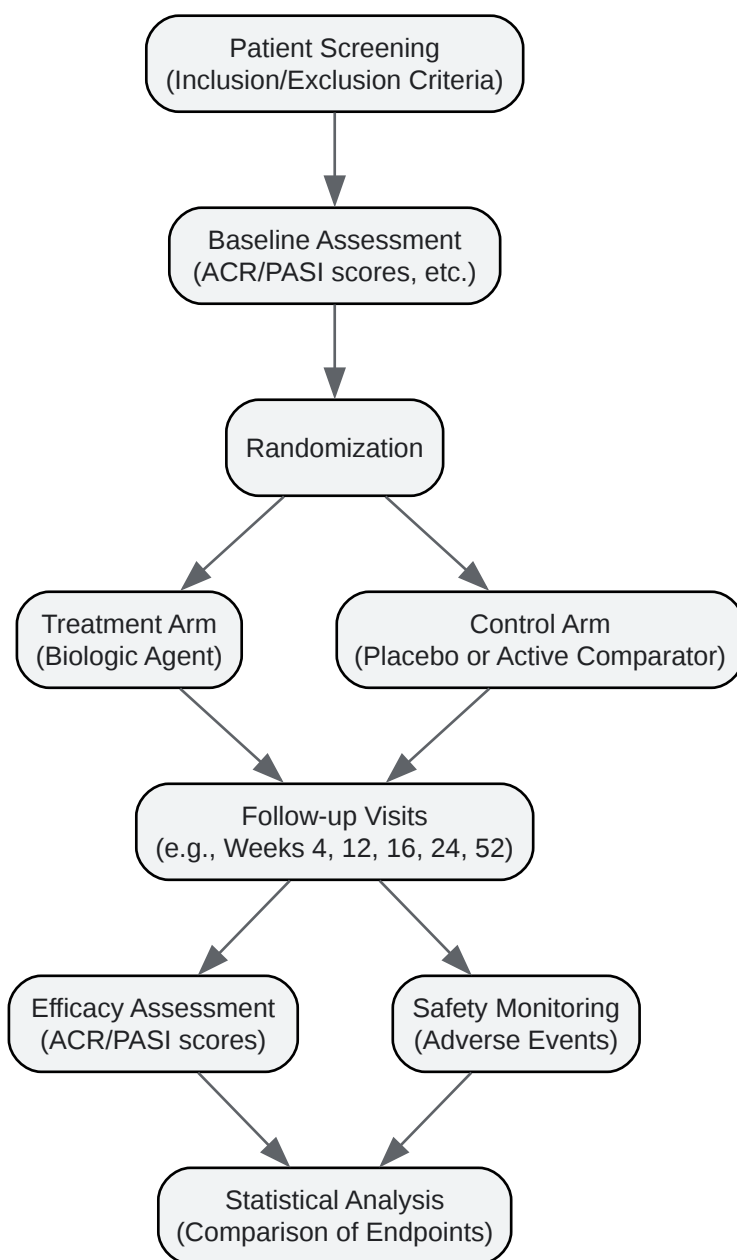 Patient Screening
(Inclusion/Exclusion Criteria)
Baseline Assessment
(ACR/PASI scores, etc.)
Randomization
Treatment Arm
(Biologic Agent)
Control Arm
(Placebo or Active Comparator)
Follow-up Visits
(e.g., Weeks 4, 12, 16, 24, 52)
Efficacy Assessment
(ACR/PASI scores)
Safety Monitoring
(Adverse Events)
Statistical Analysis
(Comparison of Endpoints)